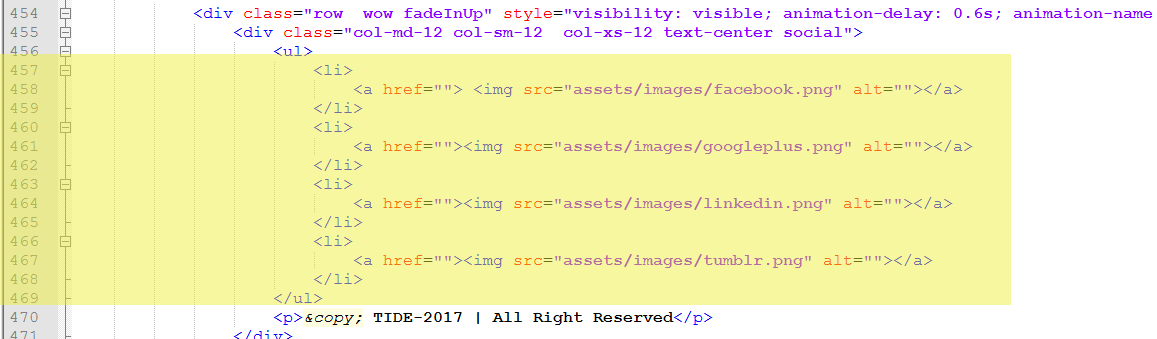 454 <div class="row  wow fadeInUp" style="visibility: visible; animation-delay: 0.6s; animation-name
455 <div class="col-md-12 col-sm-12  col-xs-12 text-center social">
456 <ul>
457 <li>
458 <a href=""> <img src="assets/images/facebook.png" alt=""></a>
459 </li>
460 <li>
461 <a href=""><img src="assets/images/googleplus.png" alt=""></a>
462 </li>
463 <li>
464 <a href=""><img src="assets/images/linkedin.png" alt=""></a>
465 </li>
466 <li>
467 <a href=""><img src="assets/images/tumblr.png" alt=""></a>
468 </li>
469 </ul>
470 <p>&copy; TIDE-2017 | All Right Reserved</p>
471 </div>